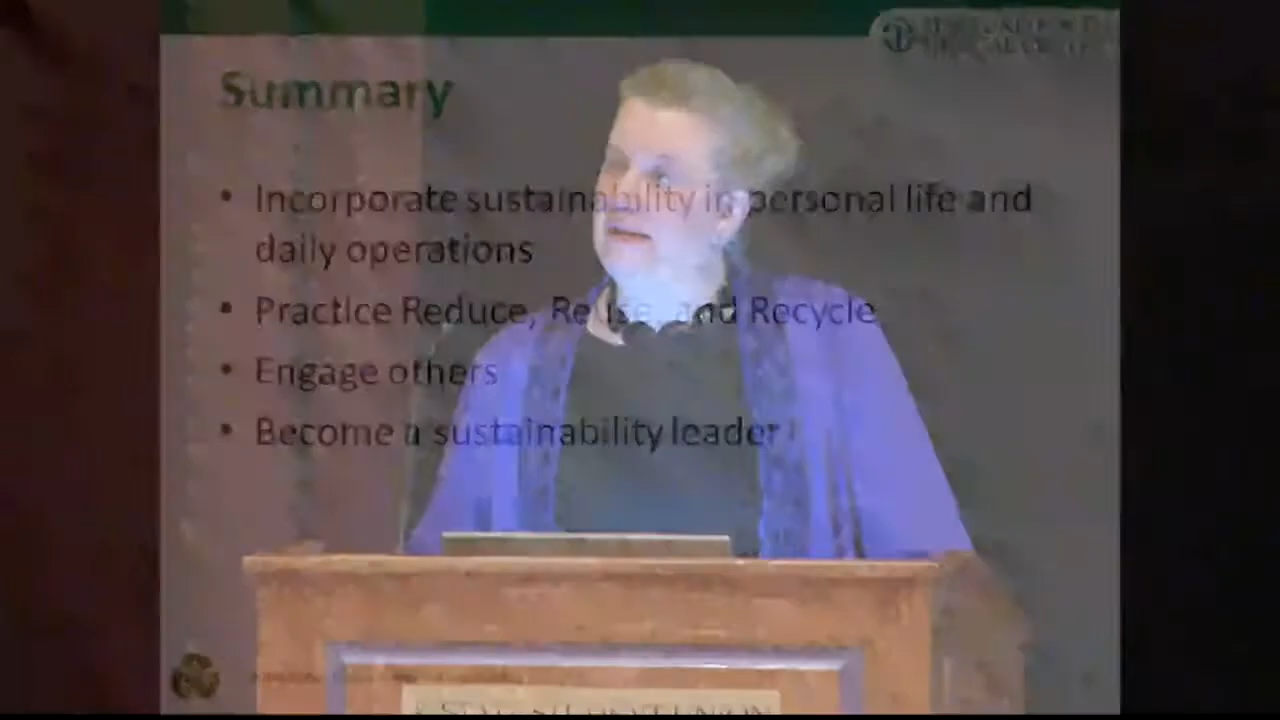 Summary
• Incorporate sustainability in personal life and
daily operations
• Practice Reduce, Reuse, and Recycle
• Engage others
• Become a sustainability leader